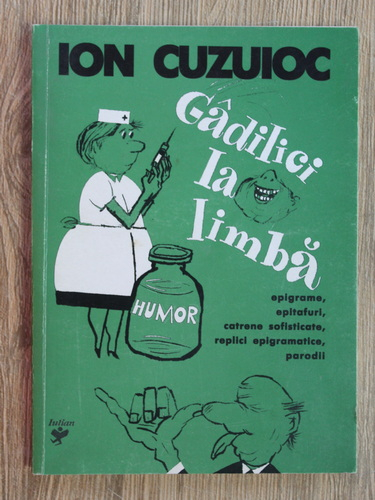 ION CUZUIOC
Gâdilici
la
limbă
epigrame,
epitafuri,
catrene sofisticate,
replici epigramatice,
parodii
HUMOR
Iulian